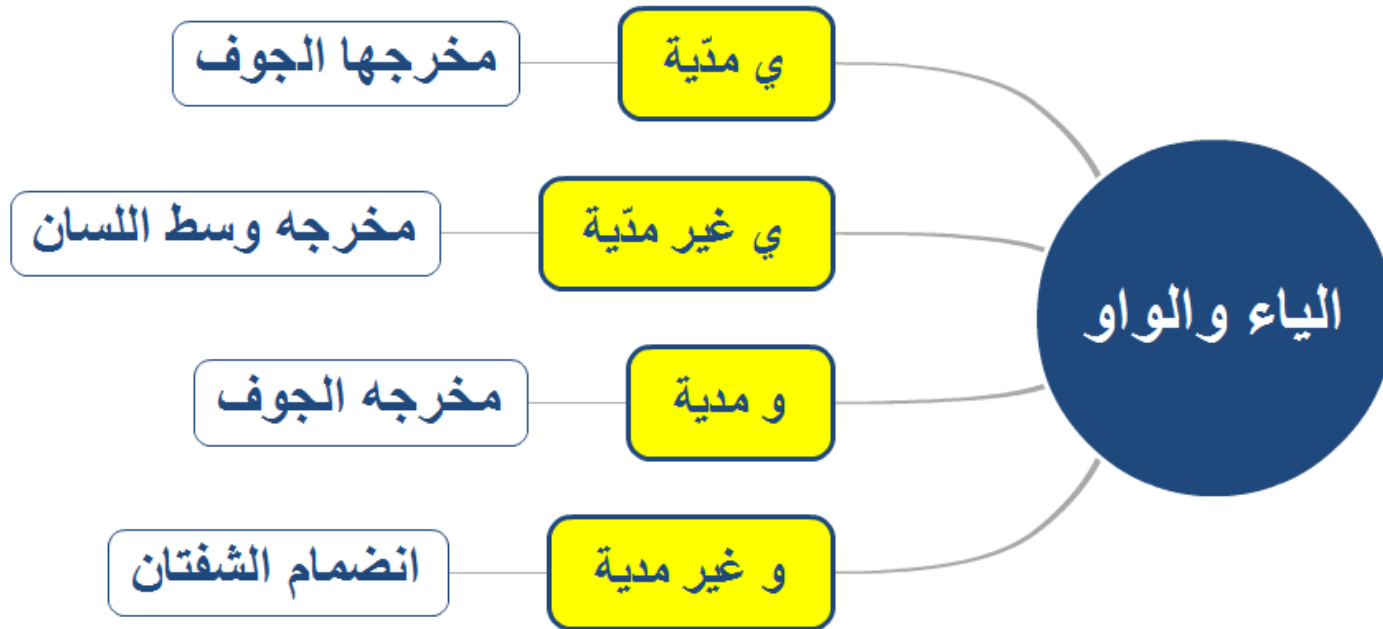 الياء والواو
ي مدّية
مخرجها الجوف
ي غير مدّية
مخرجه وسط اللسان
و مدية
مخرجه الجوف
و غير مدية
انضمام الشفتان